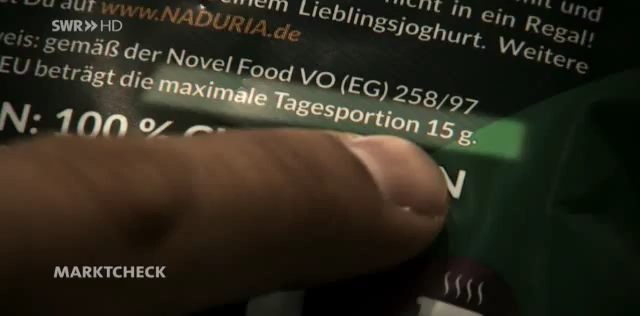 SWR HD
t Du auf www.NADURIA.de
nicht in ein Regal!
einem Lieblingsjoghurt. Weitere
weis: gemäß der Novel Food VO (EG) 258/97
EU beträgt die maximale Tagesportion 15 g.
N: 100 %
N
MARKTCHECK